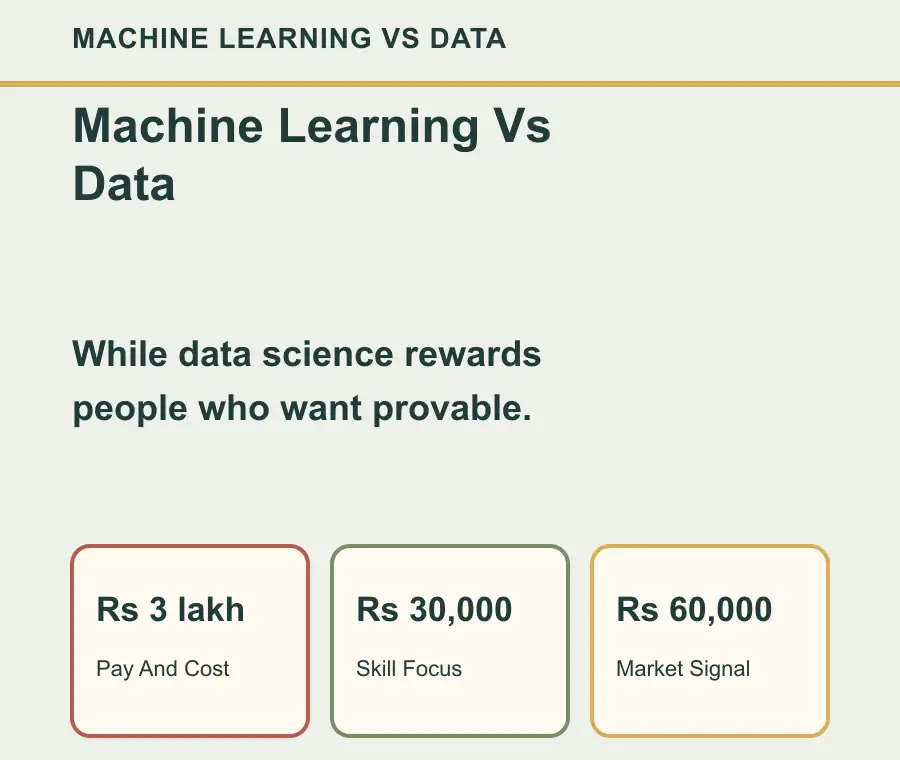 MACHINE LEARNING VS DATA
Machine Learning Vs
Data
While data science rewards
people who want provable.
Rs 3 lakh
Pay And Cost
Rs 30,000
Skill Focus
Rs 60,000
Market Signal